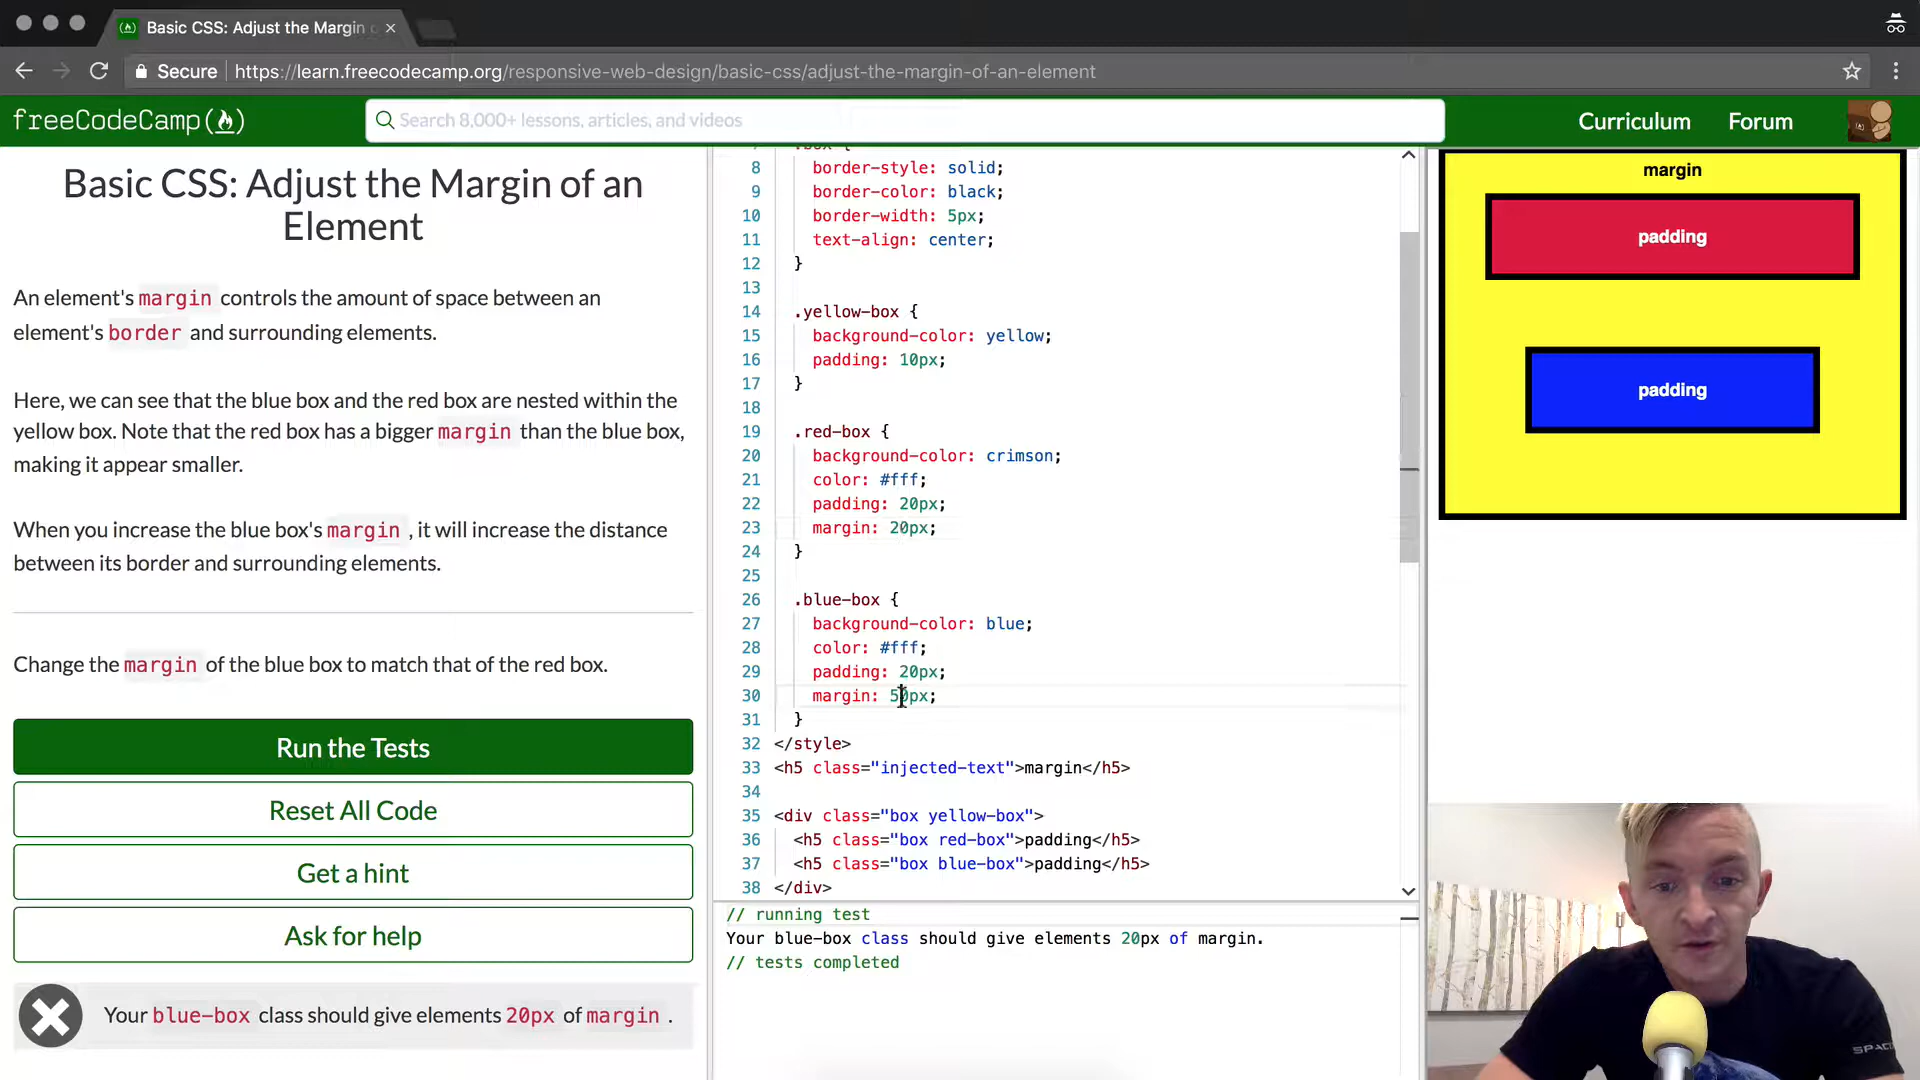 Basic CSS: Adjust the Margin
Secure https://learn.freecodecamp.org/responsive-web-design/basic-css/adjust-the-margin-of-an-element
freeCodeCamp
Search 8,000+ lessons, articles, and videos
Curriculum
Forum
Basic CSS: Adjust the Margin of an
Element
An element's margin controls the amount of space between an
element's border and surrounding elements.
Here, we can see that the blue box and the red box are nested within the
yellow box. Note that the red box has a bigger margin than the blue box,
making it appear smaller.
When you increase the blue box's margin , it will increase the distance
between its border and surrounding elements.
Change the margin of the blue box to match that of the red box.
Run the Tests
Reset All Code
Get a hint
Ask for help
Your blue-box class should give elements 20px of margin .
7 .box {
8 border-style: solid;
9 border-color: black;
10 border-width: 5px;
11 text-align: center;
12 }
13
14 .yellow-box {
15 background-color: yellow;
16 padding: 10px;
17 }
18
19 .red-box {
20 background-color: crimson;
21 color: #fff;
22 padding: 20px;
23 margin: 20px;
24 }
25
26 .blue-box {
27 background-color: blue;
28 color: #fff;
29 padding: 20px;
30 margin: 50px;
31 }
32 </style>
33 <h5 class="injected-text">margin</h5>
34
35 <div class="box yellow-box">
36 <h5 class="box red-box">padding</h5>
37 <h5 class="box blue-box">padding</h5>
38 </div>
// running test
Your blue-box class should give elements 20px of margin.
// tests completed
margin
padding
padding